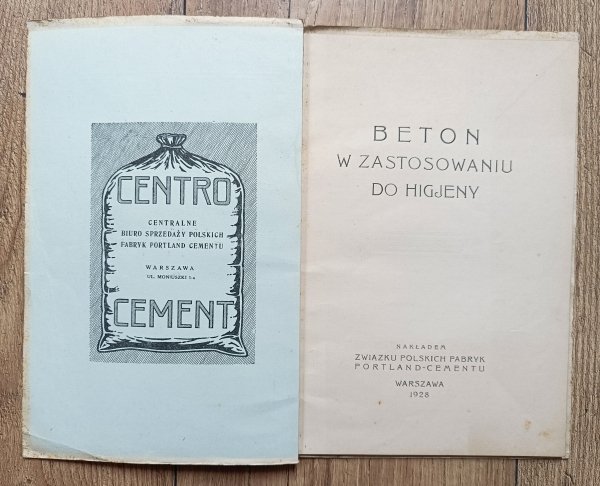 CENTRO
CENTRALNE
BIURO SPRZEDAŻY POLSKICH
FABRYK PORTLAND CEMENTU
WARSZAWA
UL. MONIUSZKI 1-a
CEMENT
BETON
W ZASTOSOWANIU
DO HIGJENY
NAKŁADEM
ZWIĄZKU POLSKICH FABRYK
PORTLAND-CEMENTU
WARSZAWA
1928